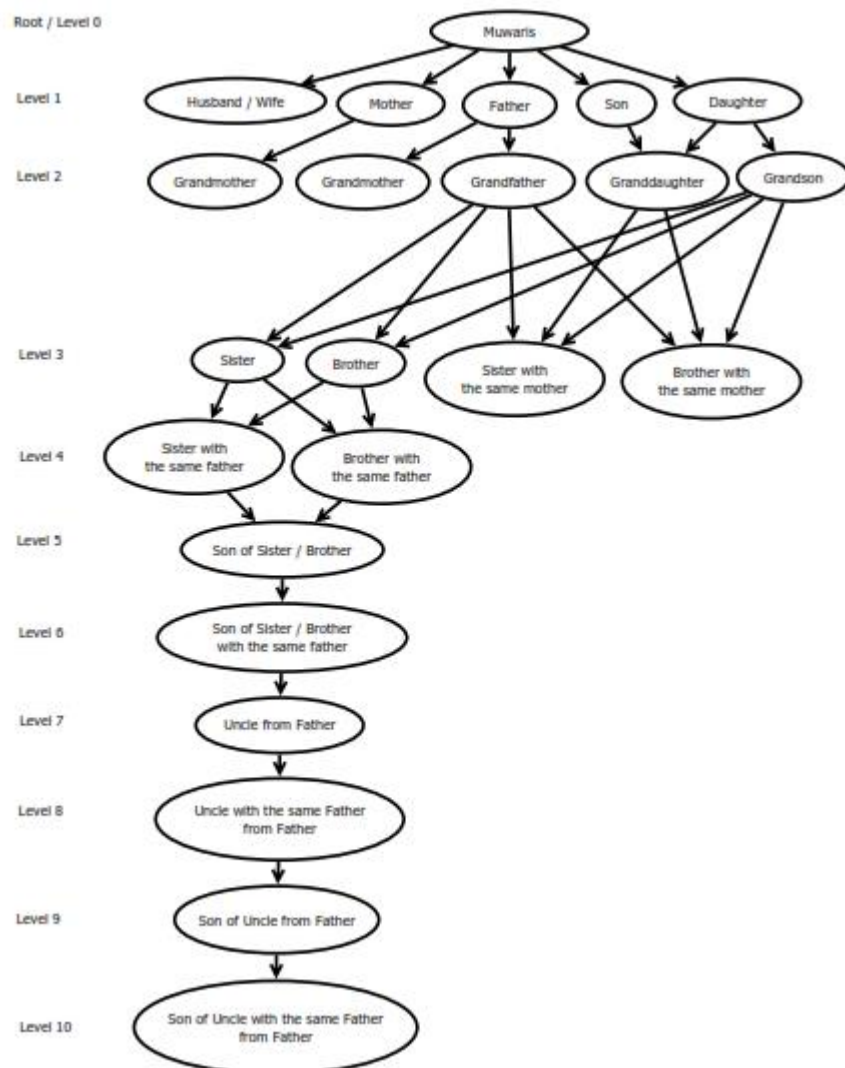 Root / Level 0
Muwaris
Level 1
Husband / Wife
Mother
Father
Son
Daughter
Level 2
Grandmother
Grandmother
Grandfather
Granddaughter
Grandson
Level 3
Sister
Brother
Sister with
the same mother
Brother with
the same mother
Level 4
Sister with
the same father
Brother with
the same father
Level 5
Son of Sister / Brother
Level 6
Son of Sister / Brother
with the same father
Level 7
Uncle from Father
Level 8
Uncle with the same Father
from Father
Level 9
Son of Uncle from Father
Level 10
Son of Uncle with the same Father
from Father